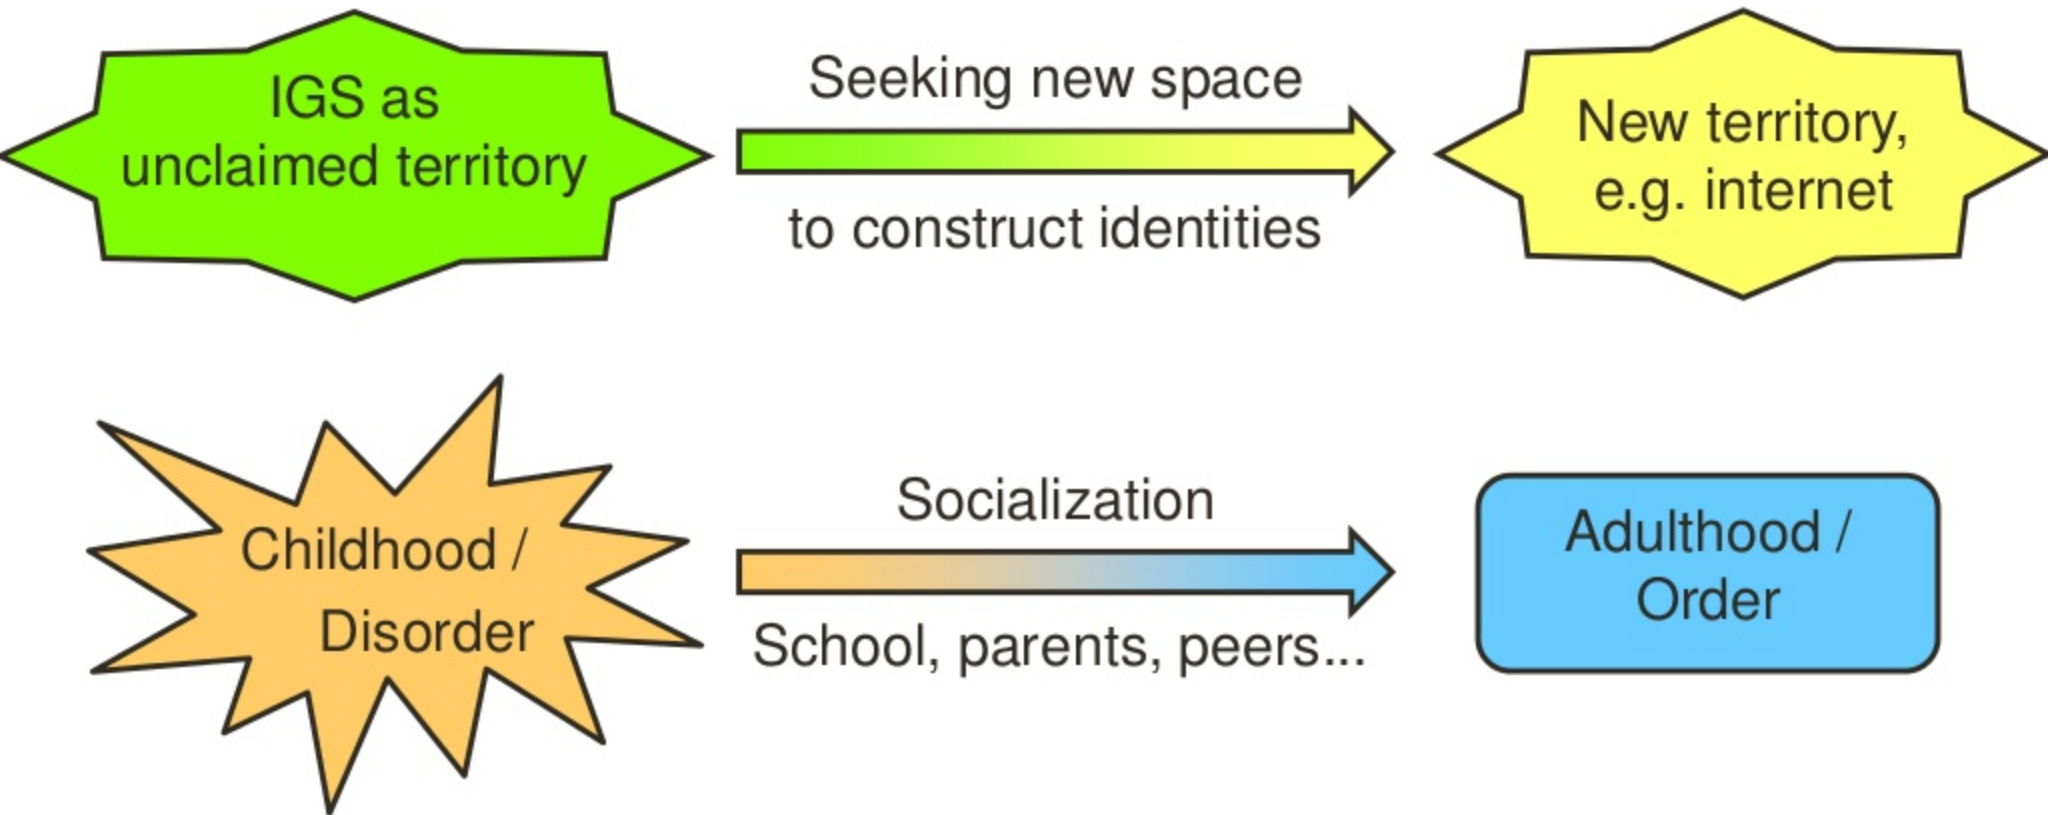 IGS as
unclaimed territory
Seeking new space
to construct identities
New territory,
e.g. internet
Childhood /
Disorder
Socialization
School, parents, peers...
Adulthood /
Order